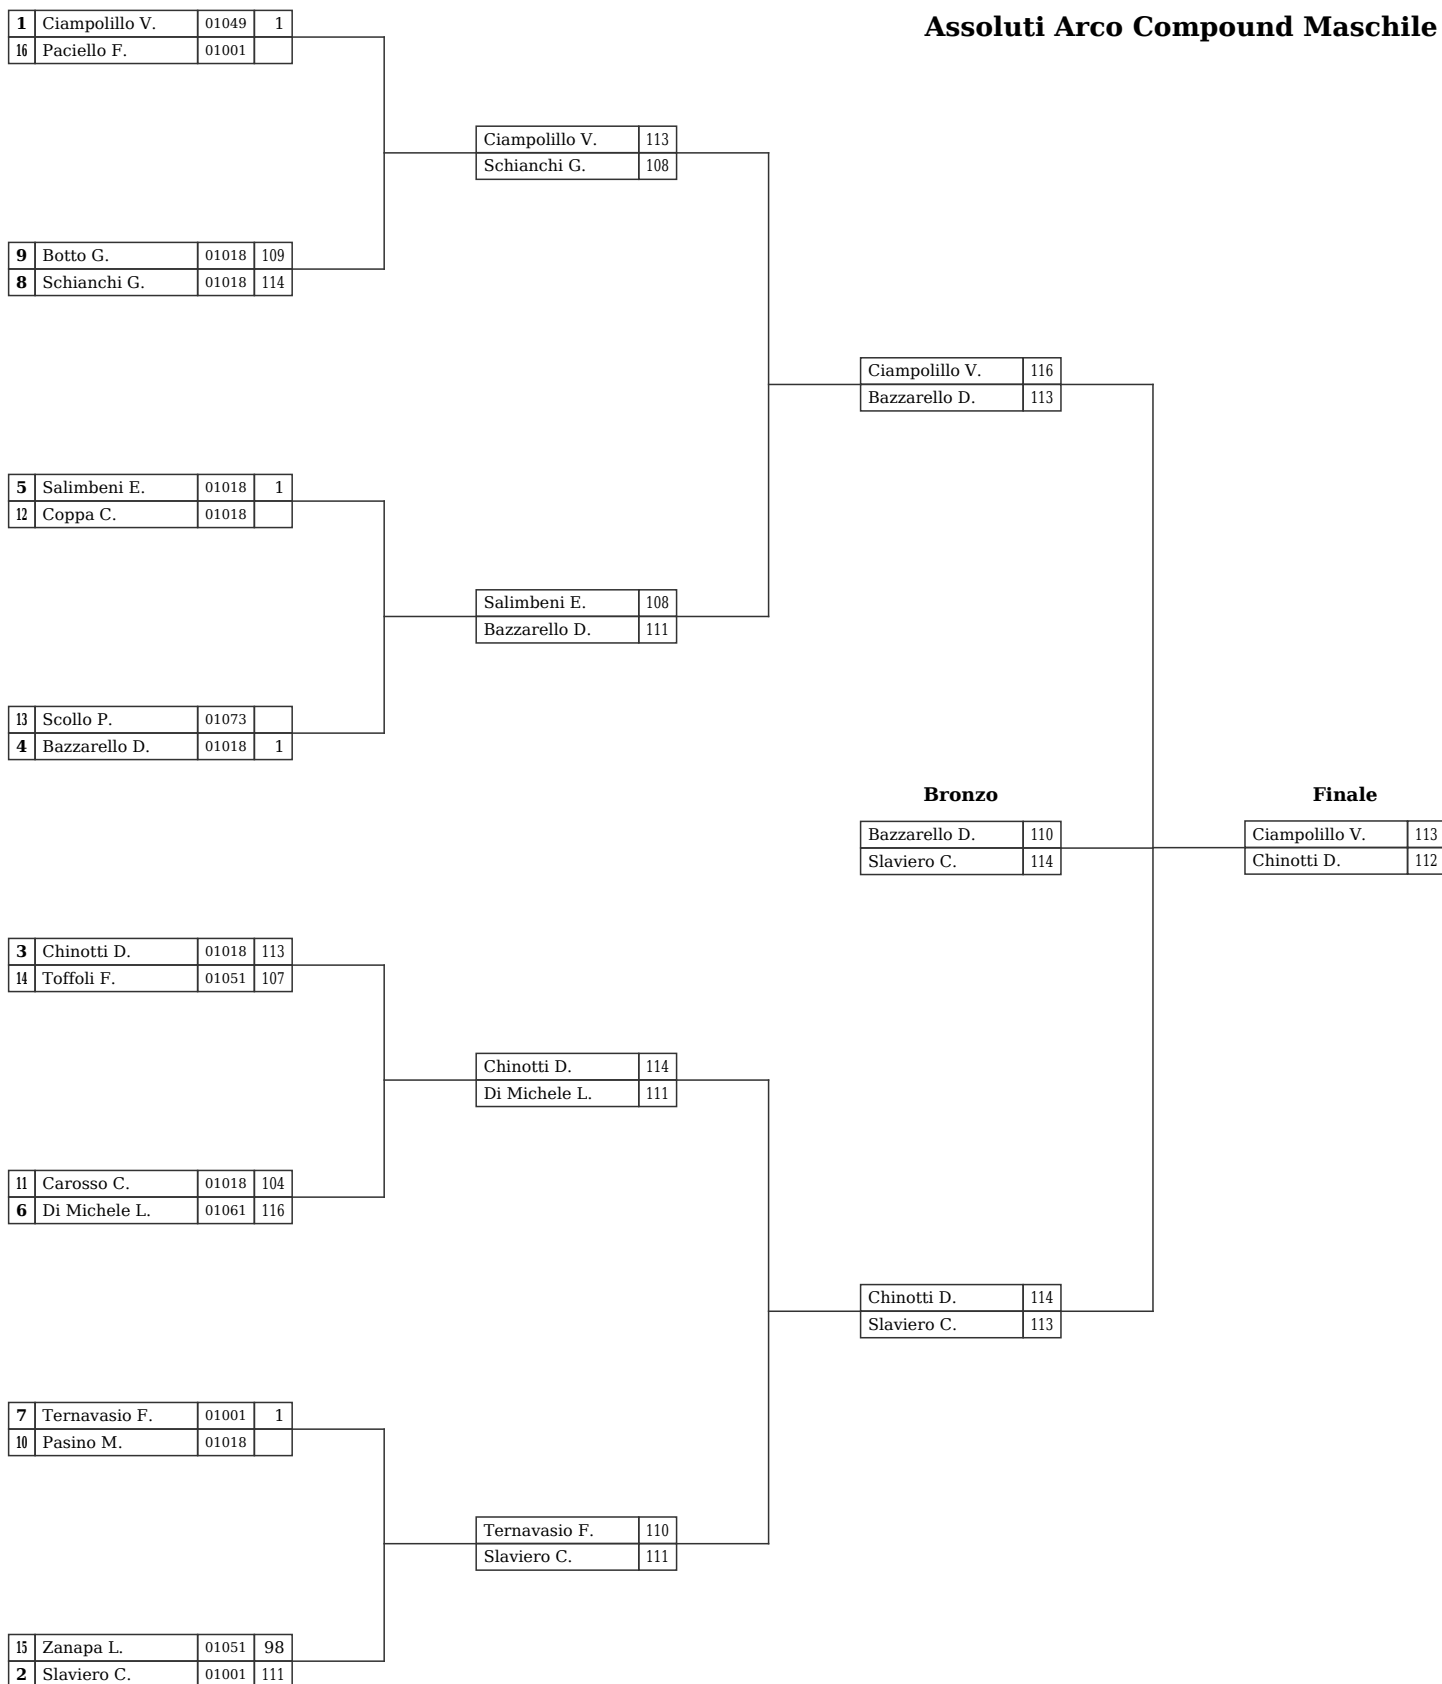 Assoluti Arco Compound Maschile
1 Ciampolillo V. 01049 1
16 Paciello F. 01001
Ciampolillo V. 113
Schianchi G. 108
9 Botto G. 01018 109
8 Schianchi G. 01018 114
Ciampolillo V. 116
Bazzarello D. 113
5 Salimbeni E. 01018 1
12 Coppa C. 01018
Salimbeni E. 108
Bazzarello D. 111
13 Scollo P. 01073
4 Bazzarello D. 01018 1
Bronzo
Bazzarello D. 110
Slaviero C. 114
Finale
Ciampolillo V. 113
Chinotti D. 112
3 Chinotti D. 01018 113
14 Toffoli F. 01051 107
Chinotti D. 114
Di Michele L. 111
11 Carosso C. 01018 104
6 Di Michele L. 01061 116
Chinotti D. 114
Slaviero C. 113
7 Ternavasio F. 01001 1
10 Pasino M. 01018
Ternavasio F. 110
Slaviero C. 111
15 Zanapa L. 01051 98
2 Slaviero C. 01001 111